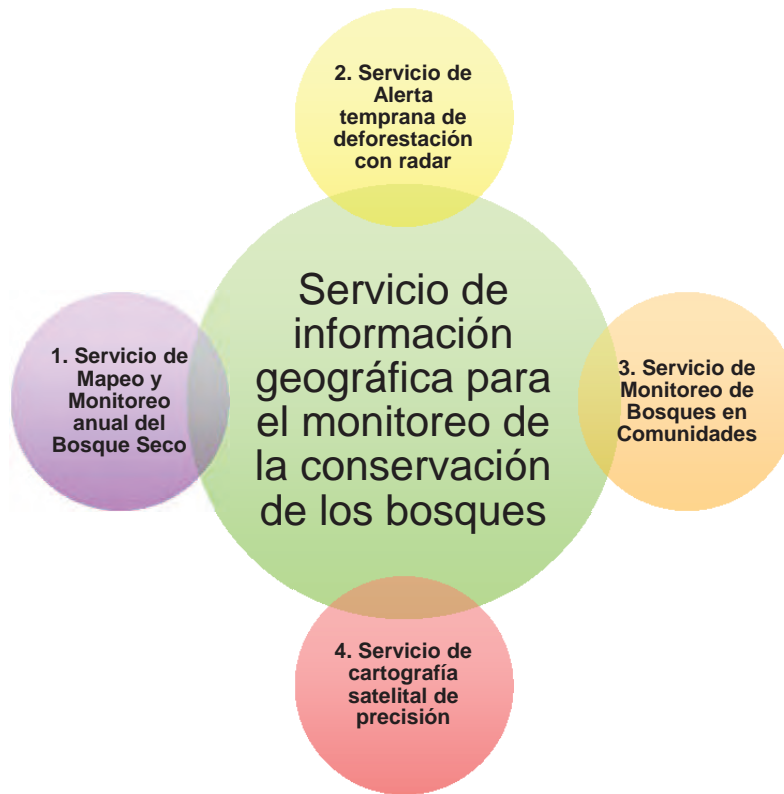 2. Servicio de
Alerta
temprana de
deforestación
con radar
Servicio de
información
geográfica para
el monitoreo de
la conservación
de los bosques
1. Servicio de
Mapeo y
Monitoreo
anual del
Bosque Seco
3. Servicio de
Monitoreo de
Bosques en
Comunidades
4. Servicio de
cartografía
satelital de
precisión